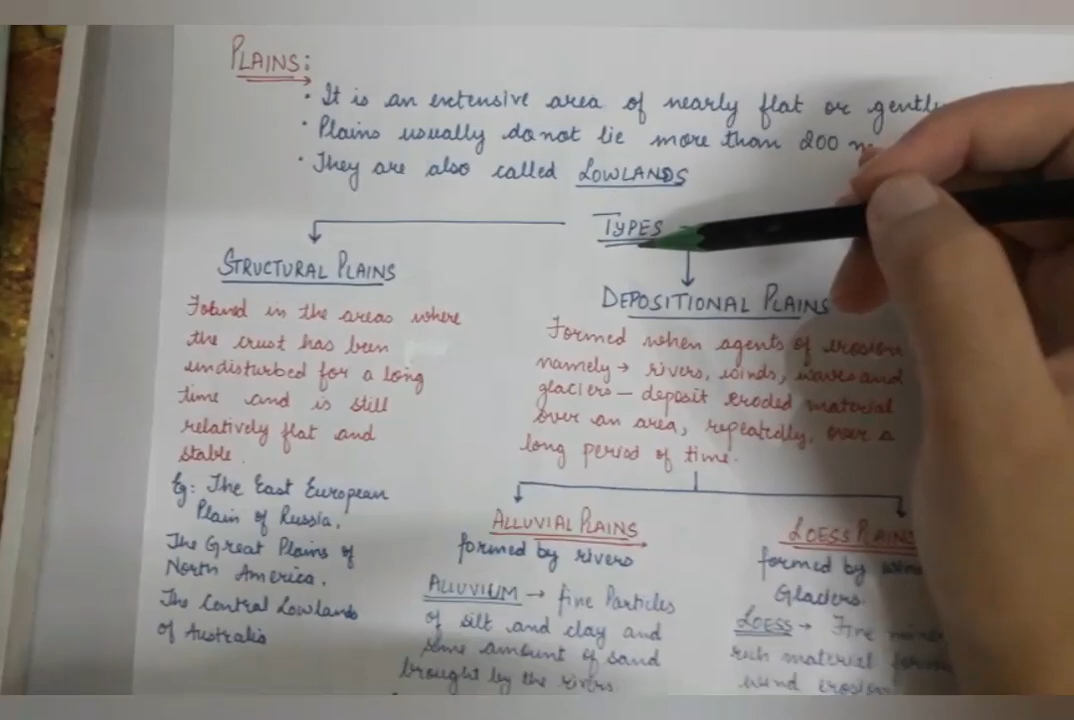 PLAINS:
• It is an extensive area of nearly flat or gently
• Plains usually do not lie more than 200 m
• They are also called LOWLANDS
TYPES
STRUCTURAL PLAINS
Formed in the areas where
the crust has been
undisturbed for a long
time and is still
relatively flat and
stable.
Eg: The East European
Plain of Russia.
The Great Plains of
North America.
The Central Lowlands
of Australia
DEPOSITIONAL PLAINS
Formed when agents of erosion
namely → rivers, winds, waves and
glaciers — deposit eroded material
over an area, repeatedly, over a
long period of time.
ALLUVIAL PLAINS
formed by rivers
ALLUVIUM → fine Particles
of silt and clay and
some amount of sand
brought by the rivers
LOESS PLAINS
formed by
Glaciers
LOESS → Fine
rich material
wind erosion